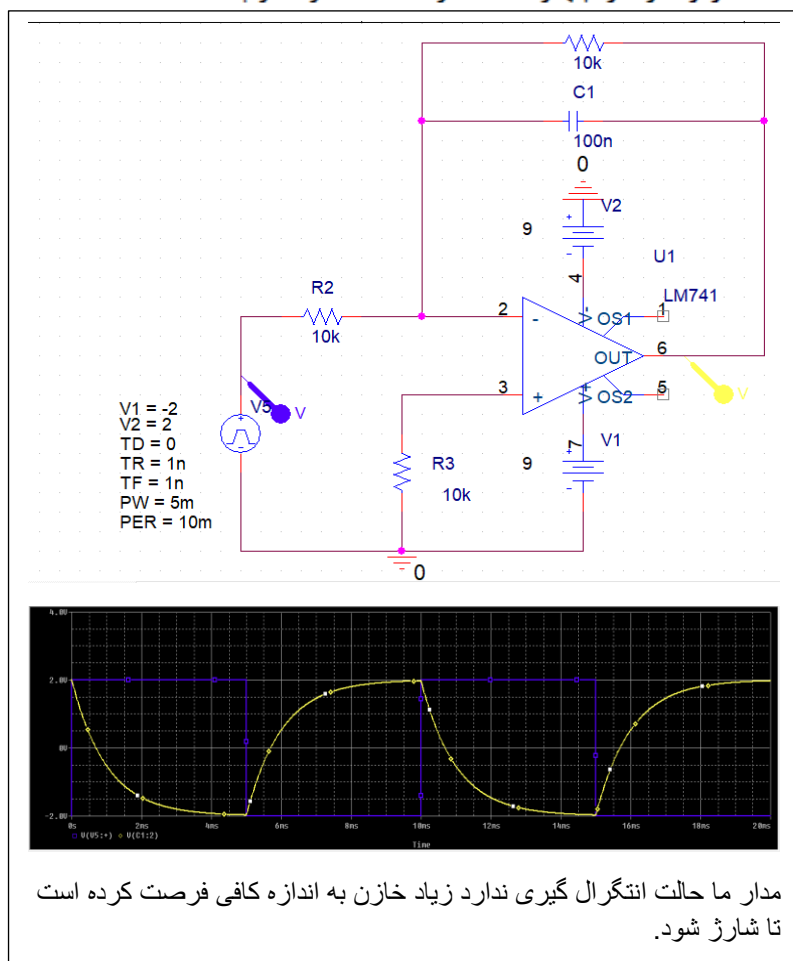 10k
C1
100n
0
V2
9
U1
4
LM741
R2
2
-
V-
OS1
1
10k
OUT
6
3
+
V+
OS2
5
V
V5
V
V1 = -2
V2 = 2
TD = 0
TR = 1n
TF = 1n
PW = 5m
PER = 10m
R3
10k
9
7
V1
0
4.0V
2.0V
0V
-2.0V
0s 2ms 4ms 6ms 8ms 10ms 12ms 14ms 16ms 18ms 20ms
V(V5:+) V(C1:2)
Time
مدار ما حالت انتگرال گیری ندارد زیاد خازن به اندازه کافی فرصت کرده است
تا شارژ شود.